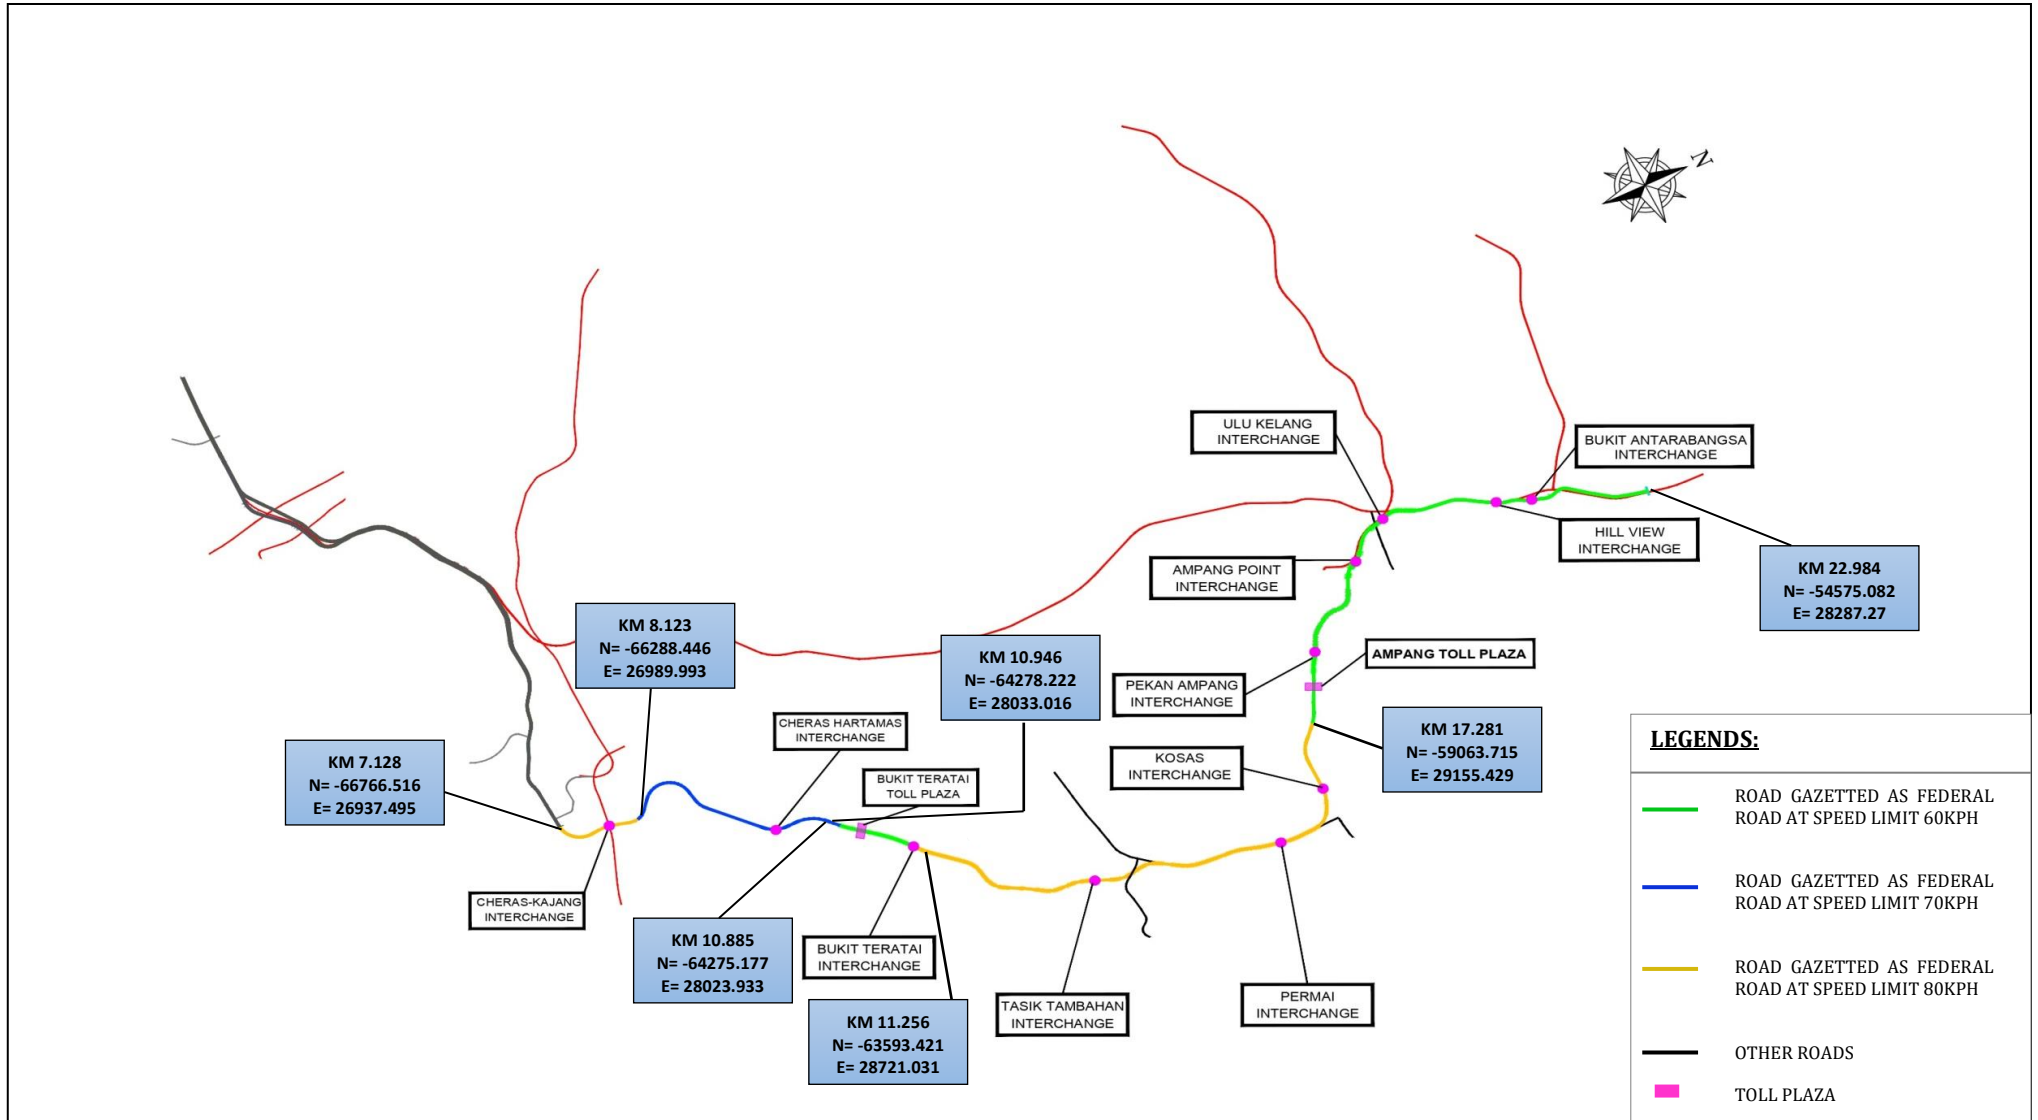 N
ULU KELANG
INTERCHANGE
BUKIT ANTARABANGSA
INTERCHANGE
HILL VIEW
INTERCHANGE
AMPANG POINT
INTERCHANGE
KM 22.984
N= -54575.082
E= 28287.27
KM 8.123
N= -66288.446
E= 26989.993
KM 10.946
N= -64278.222
E= 28033.016
AMPANG TOLL PLAZA
PEKAN AMPANG
INTERCHANGE
CHERAS HARTAMAS
INTERCHANGE
KM 17.281
N= -59063.715
E= 29155.429
KM 7.128
N= -66766.516
E= 26937.495
KOSAS
INTERCHANGE
BUKIT TERATAI
TOLL PLAZA
CHERAS-KAJANG
INTERCHANGE
KM 10.885
N= -64275.177
E= 28023.933
BUKIT TERATAI
INTERCHANGE
KM 11.256
N= -63593.421
E= 28721.031
TASIK TAMBAHAN
INTERCHANGE
PERMAI
INTERCHANGE
LEGENDS:
ROAD GAZETTED AS FEDERAL
ROAD AT SPEED LIMIT 60KPH
ROAD GAZETTED AS FEDERAL
ROAD AT SPEED LIMIT 70KPH
ROAD GAZETTED AS FEDERAL
ROAD AT SPEED LIMIT 80KPH
OTHER ROADS
TOLL PLAZA